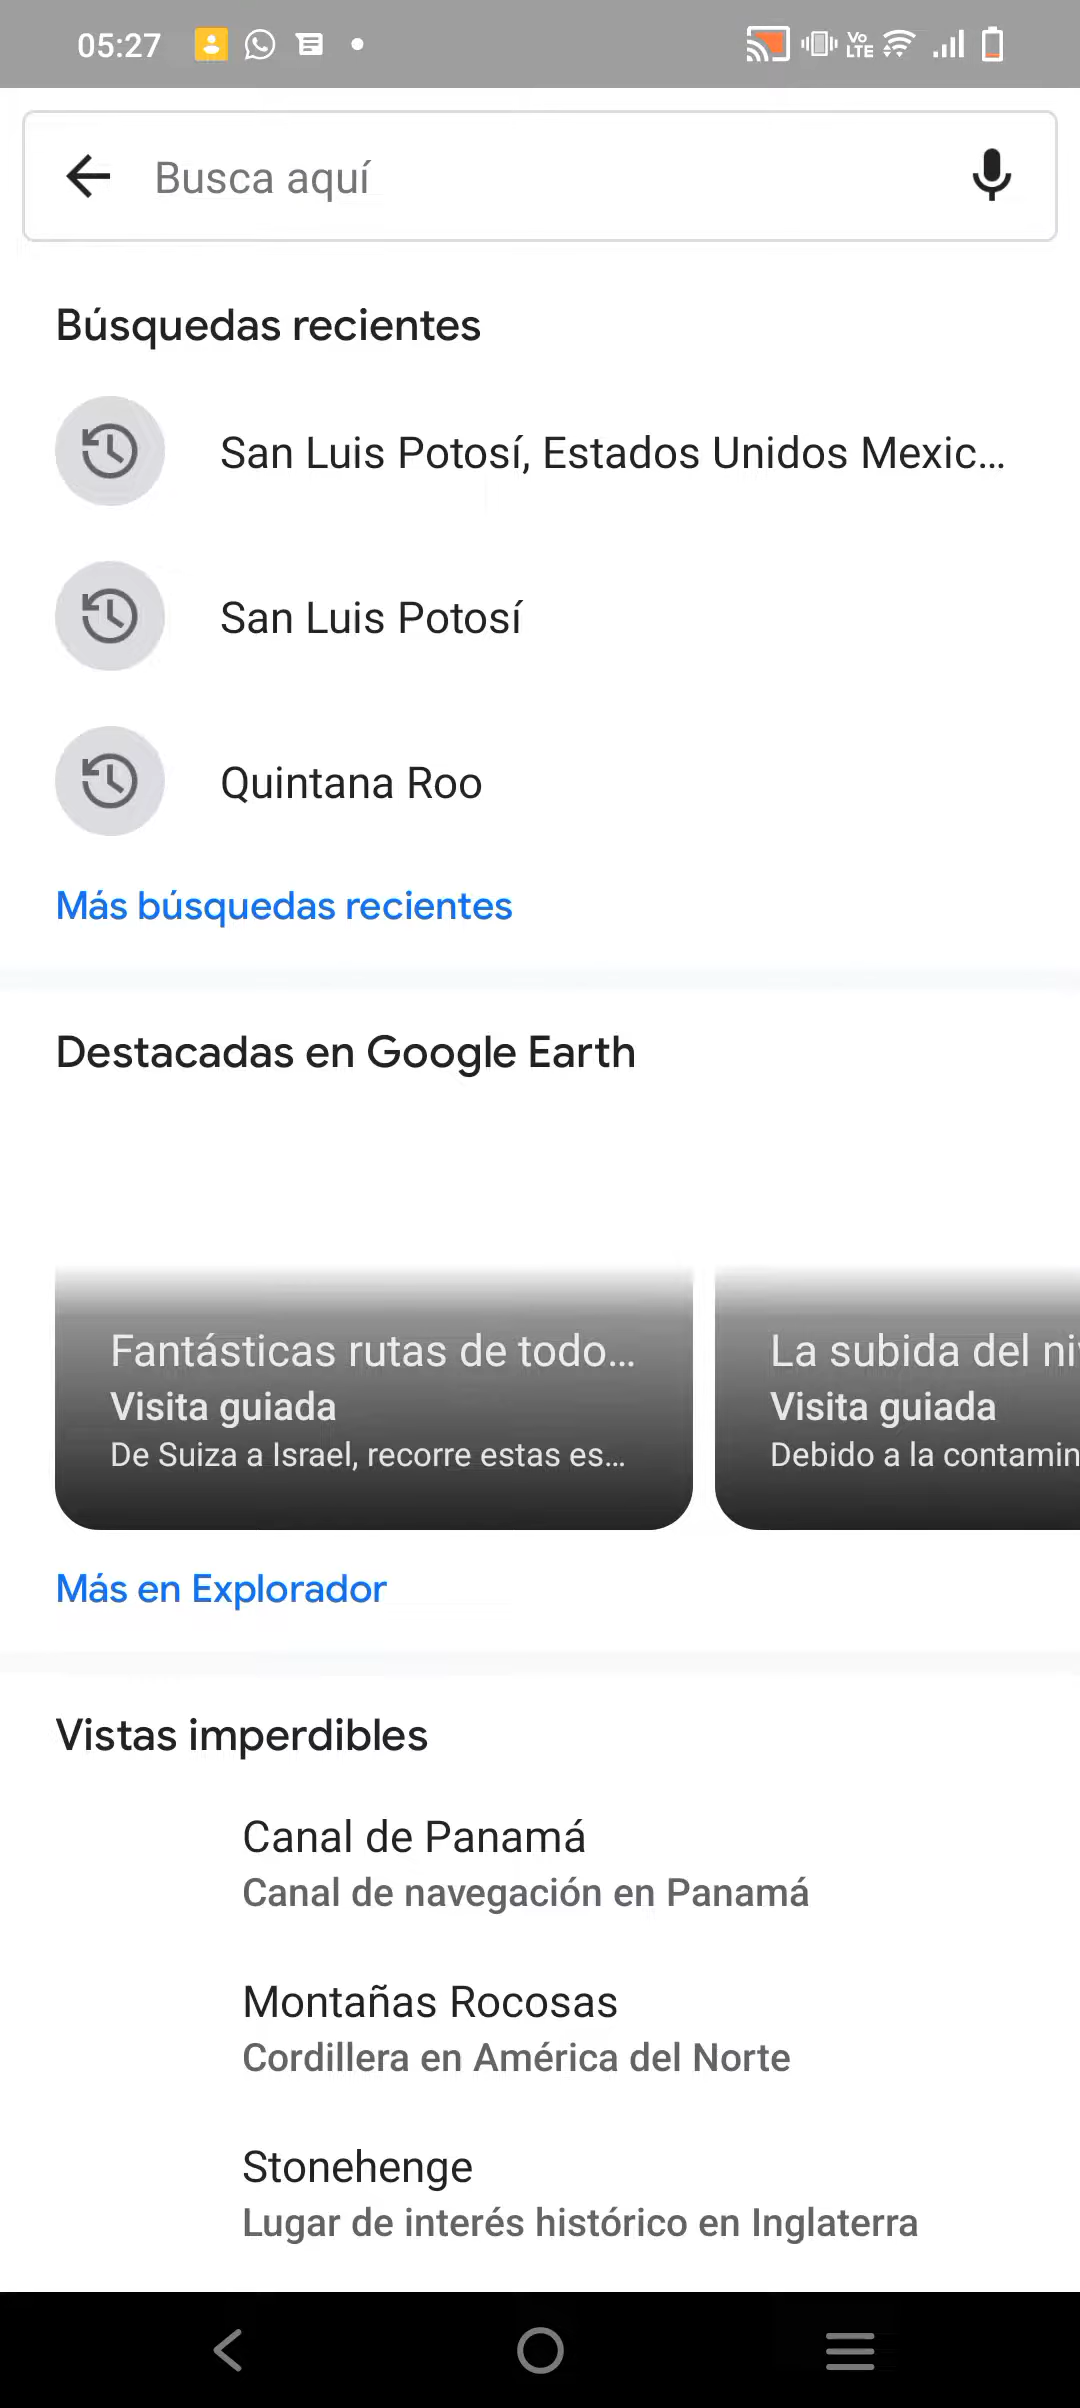 05:27
Vo
LTE
Busca aquí
Búsquedas recientes
San Luis Potosí, Estados Unidos Mexic...
San Luis Potosí
Quintana Roo
Más búsquedas recientes
Destacadas en Google Earth
Fantásticas rutas de todo...
Visita guiada
De Suiza a Israel, recorre estas es...
La subida del ni
Visita guiada
Debido a la contamin
Más en Explorador
Vistas imperdibles
Canal de Panamá
Canal de navegación en Panamá
Montañas Rocosas
Cordillera en América del Norte
Stonehenge
Lugar de interés histórico en Inglaterra